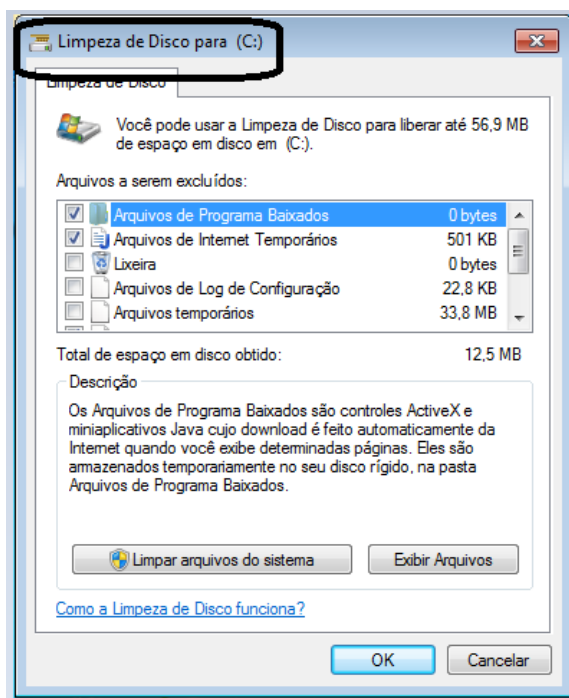 Limpeza de Disco para (C:)
Limpeza de Disco
Você pode usar a Limpeza de Disco para liberar até 56,9 MB
de espaço em disco em (C:).
Arquivos a serem excluídos:
Arquivos de Programa Baixados 0 bytes
Arquivos de Internet Temporários 501 KB
Lixeira 0 bytes
Arquivos de Log de Configuração 22,8 KB
Arquivos temporários 33,8 MB
Total de espaço em disco obtido: 12,5 MB
Descrição
Os Arquivos de Programa Baixados são controles ActiveX e
miniaplicativos Java cujo download é feito automaticamente da
Internet quando você exibe determinadas páginas. Eles são
armazenados temporariamente no seu disco rígido, na pasta
Arquivos de Programa Baixados.
Limpar arquivos do sistema Exibir Arquivos
Como a Limpeza de Disco funciona?
OK Cancelar